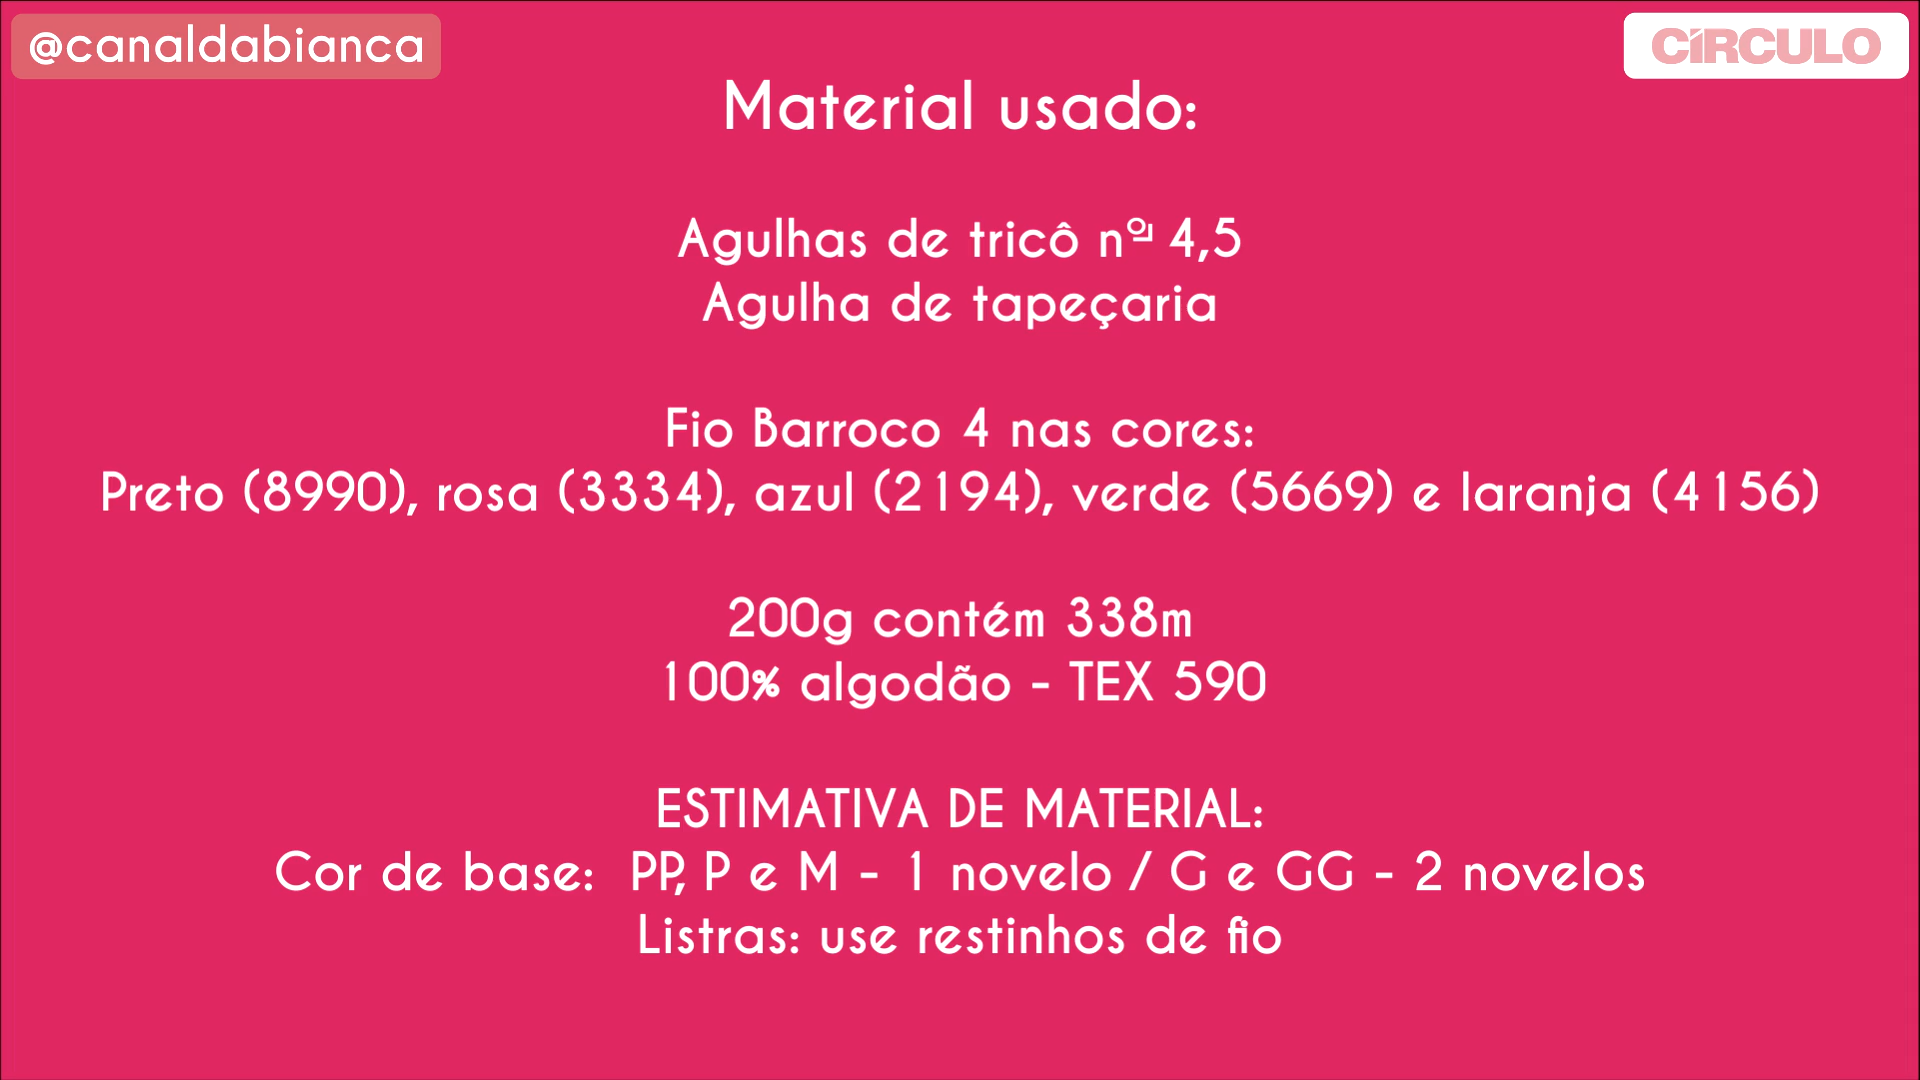 @canaldabianca
CÍRCULO
Material usado:
Agulhas de tricô nº 4,5
Agulha de tapeçaria
Fio Barroco 4 nas cores:
Preto (8990), rosa (3334), azul (2194), verde (5669) e laranja (4156)
200g contém 338m
100% algodão - TEX 590
ESTIMATIVA DE MATERIAL:
Cor de base: PP, P e M - 1 novelo / G e GG - 2 novelos
Listras: use restinhos de fio